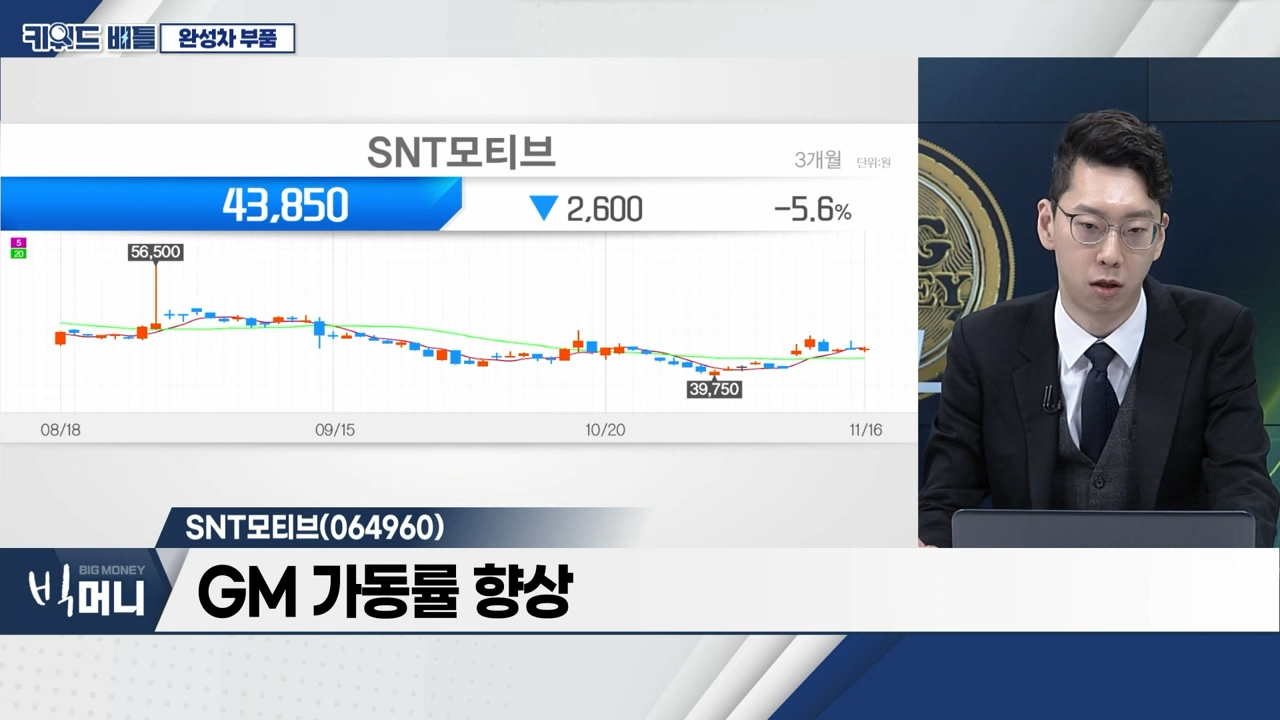 키워드 배틀 완성차 부품
SNT모티브
3개월 단위:원
43,850 ▼ 2,600 -5.6%
5
20
56,500
39,750
08/18 09/15 10/20 11/16
SNT모티브(064960)
BIG MONEY
빅머니
GM 가동률 향상